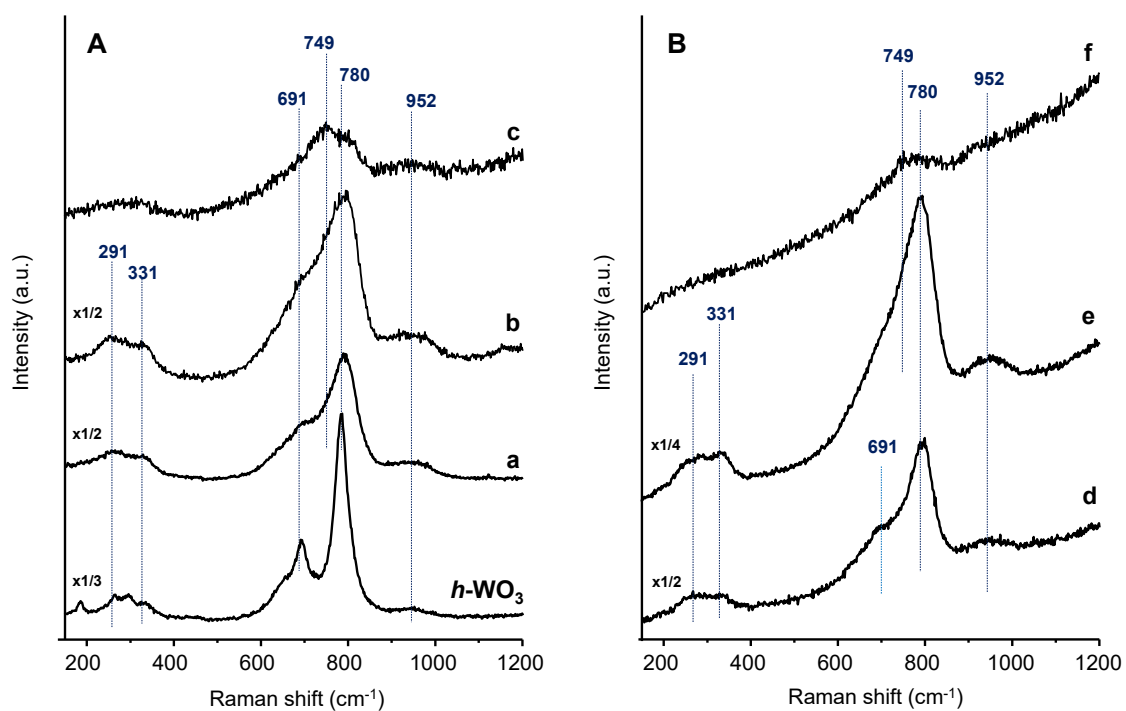 A
749
780
691
952
c
291
331
x1/2
b
x1/2
a
x1/3
h-WO₃
200 400 600 800 1000 1200
Raman shift (cm⁻¹)
Intensity (a.u.)
B
f
749
780
952
331
e
291
691
x1/4
d
x1/2
200 400 600 800 1000 1200
Raman shift (cm⁻¹)
Intensity (a.u.)